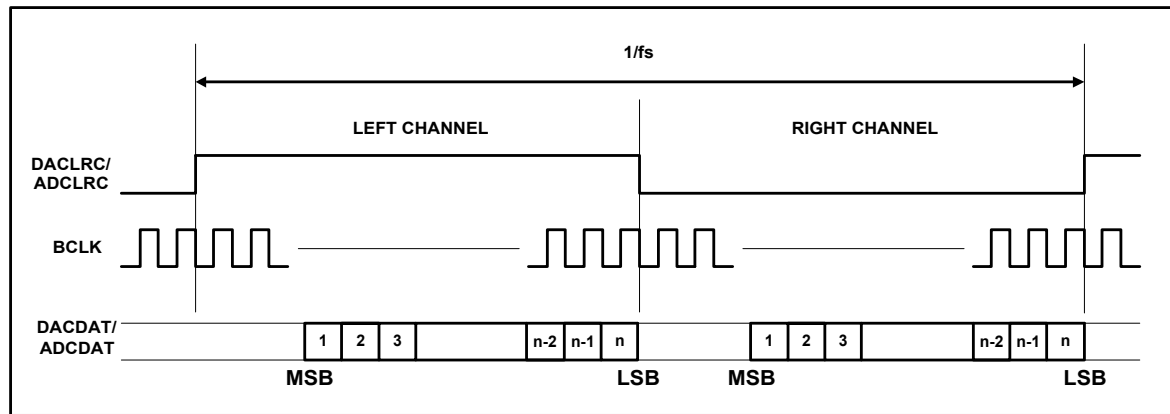 1/fs
LEFT CHANNEL
RIGHT CHANNEL
DACLRC/
ADCLRC
BCLK
DACDAT/
ADCDAT
1 2 3 n-2 n-1 n 1 2 3 n-2 n-1 n
MSB LSB MSB LSB